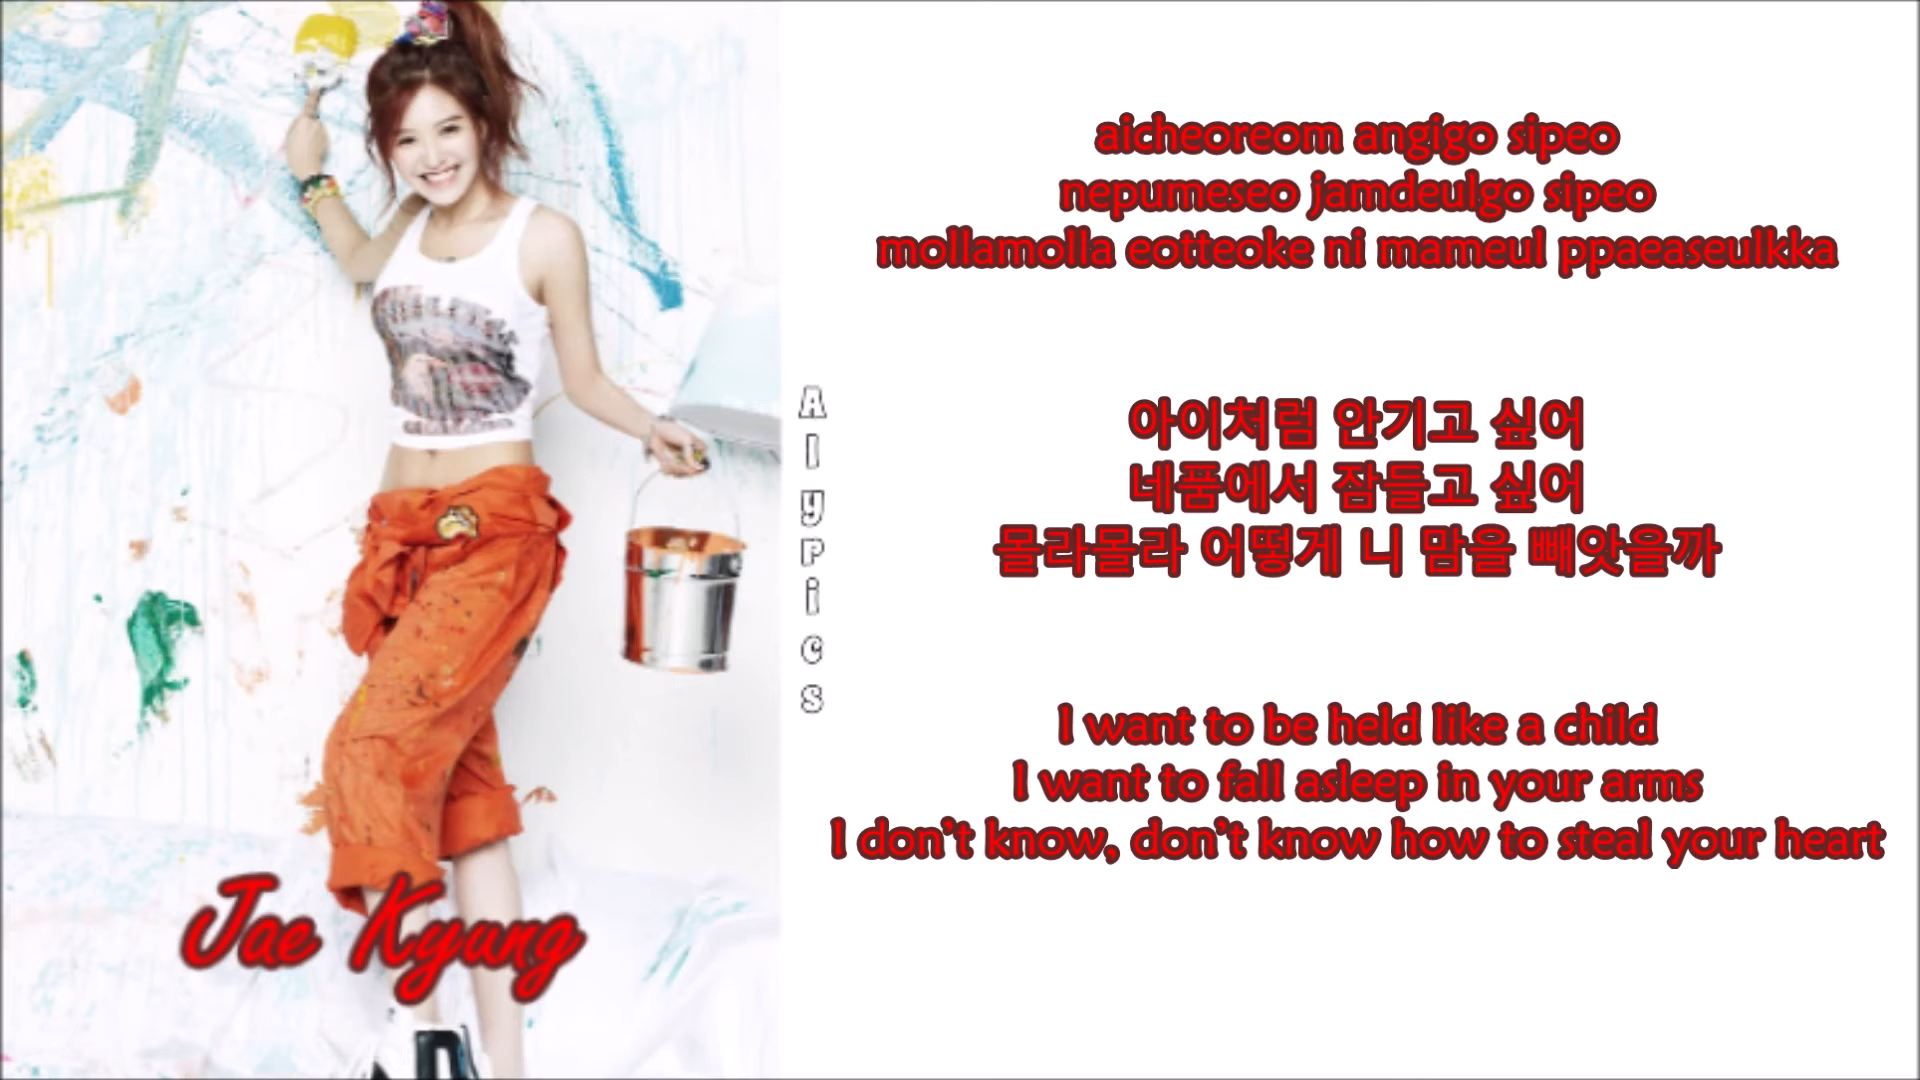 aicheoreom angigo sipeo
nepumeseo jamdeulgo sipeo
mollamolla eotteoke ni mameul ppaeaseulkka
아이처럼 안기고 싶어
네품에서 잠들고 싶어
몰라몰라 어떻게 니 맘을 빼앗을까
I want to be held like a child
I want to fall asleep in your arms
I don't know, don't know how to steal your heart
Alypics
Jae Kyung